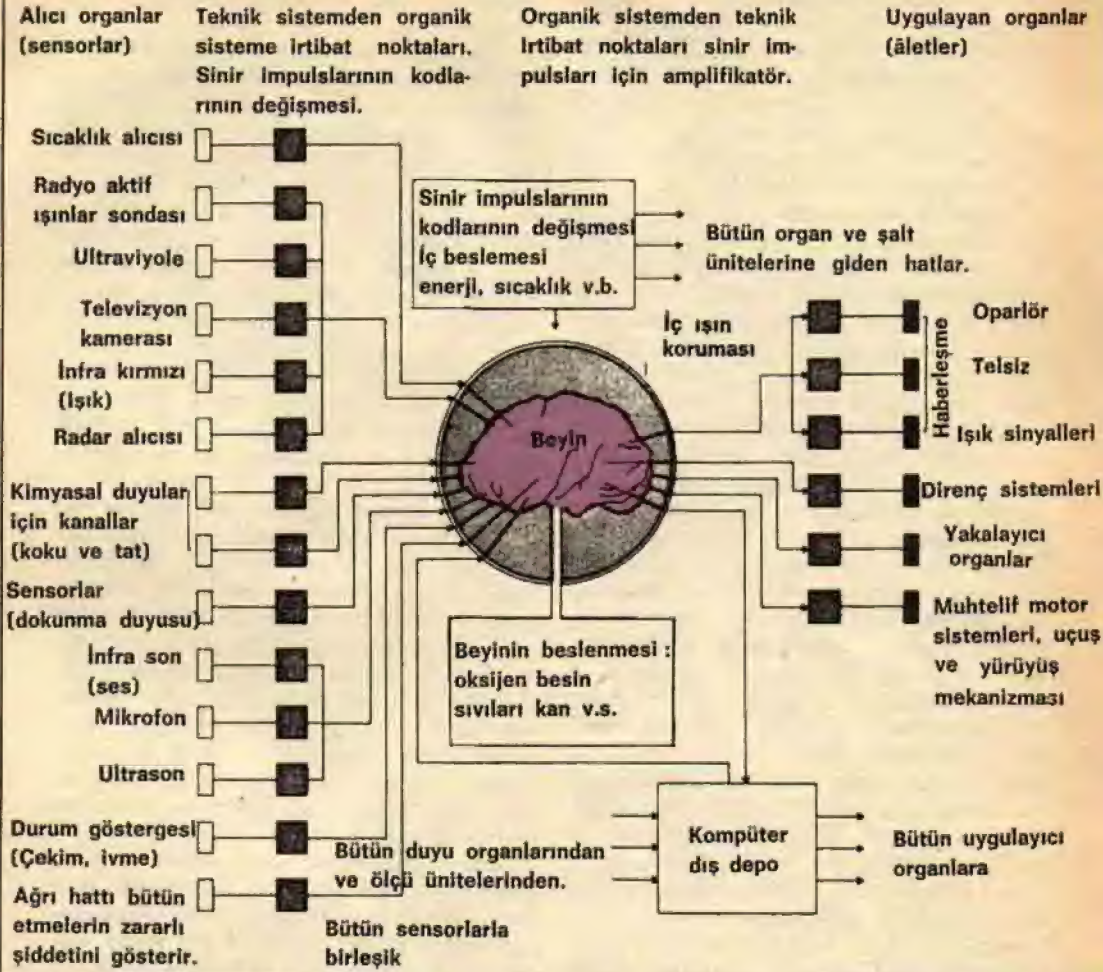 Alıcı organlar
(sensorlar)
Teknik sistemden organik
sisteme irtibat noktaları.
Sinir impulslarının kodla-
rının değişmesi.
Organik sistemden teknik
irtibat noktaları sinir im-
pulsları için amplifikatör.
Uygulayan organlar
(âletler)
Sıcaklık alıcısı
Radyo aktif
ışınlar sondası
Ultraviyole
Televizyon
kamerası
İnfra kırmızı
(Işık)
Radar alıcısı
Kimyasal duyular
için kanallar
(koku ve tat)
Sensorlar
(dokunma duyusu)
İnfra son
(ses)
Mikrofon
Ultrason
Durum göstergesi
(Çekim, ivme)
Ağrı hattı bütün
etmelerin zararlı
şiddetini gösterir.
Sinir impulslarının
kodlarının değişmesi
İç beslemesi
enerji, sıcaklık v.b.
Bütün organ ve şalt
ünitelerine giden hatlar.
İç ışın
koruması
Beyin
Beyinin beslenmesi :
oksijen besin
sıvıları kan v.s.
Oparlör
Telsiz
Işık sinyalleri
Haberleşme
Direnç sistemleri
Yakalayıcı
organlar
Muhtelif motor
sistemleri, uçuş
ve yürüyüş
mekanizması
Bütün duyu organlarından
ve ölçü ünitelerinden.
Kompüter
dış depo
Bütün uygulayıcı
organlara
Bütün sensorlarla
birleşik